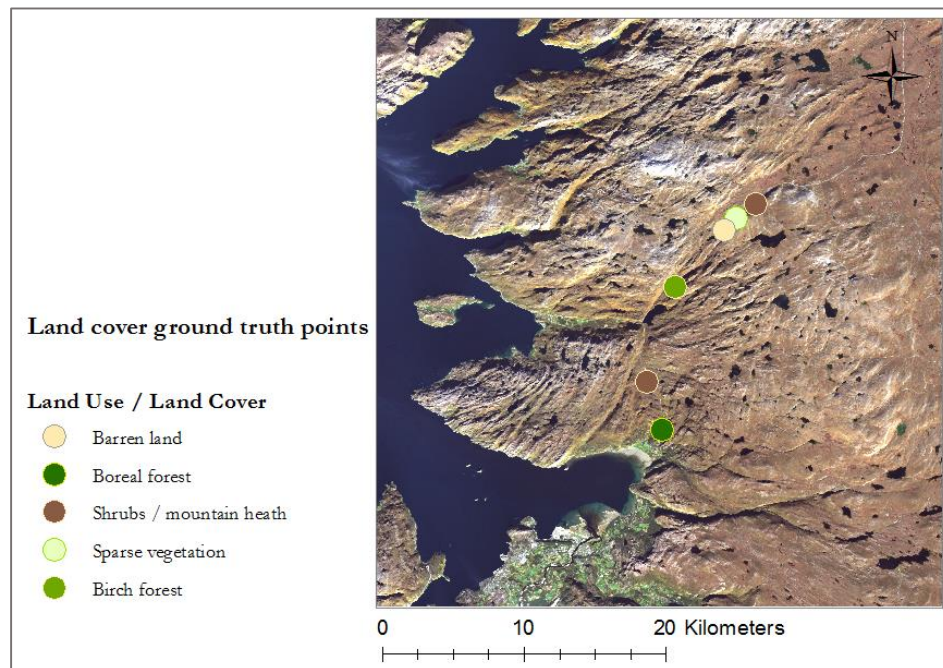 N
Land cover ground truth points
Land Use / Land Cover
Barren land
Boreal forest
Shrubs / mountain heath
Sparse vegetation
Birch forest
0 10 20 Kilometers